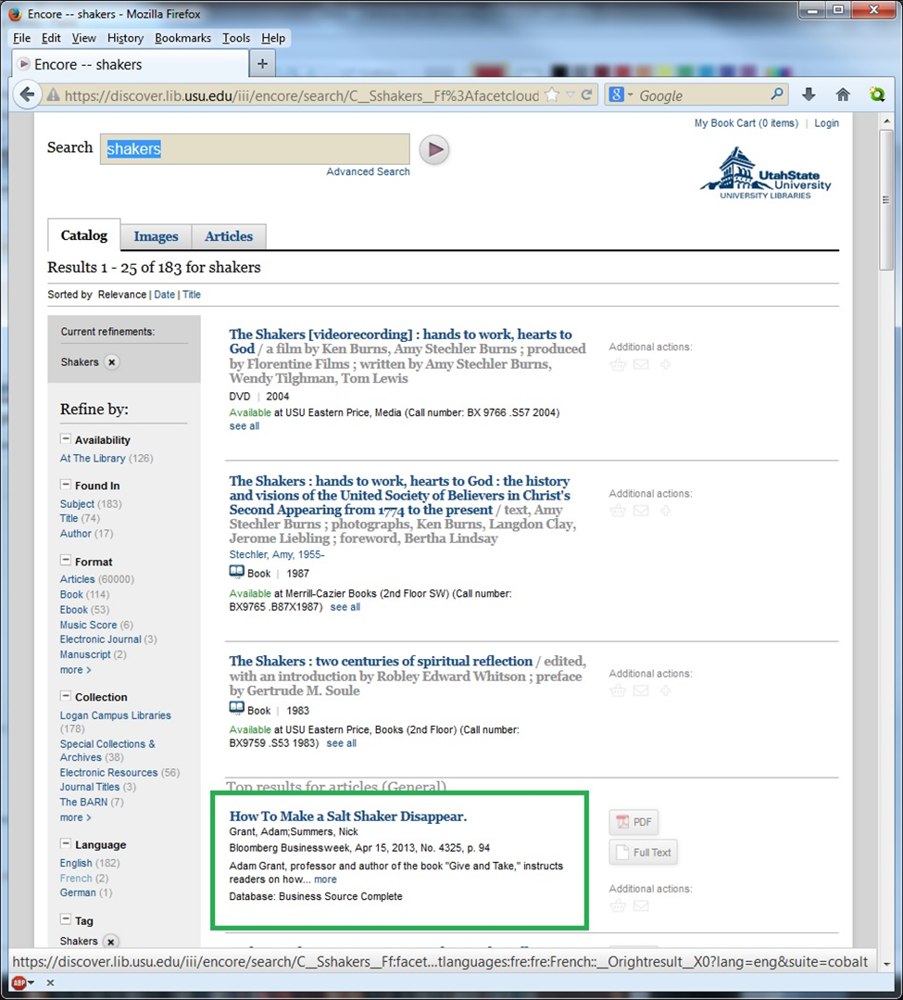 Encore -- shakers - Mozilla Firefox
File Edit View History Bookmarks Tools Help
Encore -- shakers +
https://discover.lib.usu.edu/iii/encore/search/C__Sshakers__Ff%3Afacetcloud
8 Google
My Book Cart (0 items) | Login
Search shakers
Advanced Search
UtahState
University
UNIVERSITY LIBRARIES
Catalog Images Articles
Results 1 - 25 of 183 for shakers
Sorted by Relevance | Date | Title
Current refinements:
Shakers x
Refine by:
Availability
At The Library (126)
Found In
Subject (183)
Title (74)
Author (17)
Format
Articles (60000)
Book (114)
Ebook (53)
Music Score (6)
Electronic Journal (3)
Manuscript (2)
more >
Collection
Logan Campus Libraries
(178)
Special Collections &
Archives (38)
Electronic Resources (56)
Journal Titles (3)
The BARN (7)
more >
Language
English (182)
French (2)
German (1)
Tag
Shakers x
The Shakers [videorecording] : hands to work, hearts to
God / a film by Ken Burns, Amy Stechler Burns ; produced
by Florentine Films ; written by Amy Stechler Burns,
Wendy Tilghman, Tom Lewis
DVD | 2004
Available at USU Eastern Price, Media (Call number: BX 9766 .S57 2004)
see all
Additional actions:
The Shakers : hands to work, hearts to God : the history
and visions of the United Society of Believers in Christ's
Second Appearing from 1774 to the present / text, Amy
Stechler Burns ; photographs, Ken Burns, Langdon Clay,
Jerome Liebling ; foreword, Bertha Lindsay
Stechler, Amy, 1955-
Book | 1987
Available at Merrill-Cazier Books (2nd Floor SW) (Call number:
BX9765 .B87X1987) see all
Additional actions:
The Shakers : two centuries of spiritual reflection / edited,
with an introduction by Robley Edward Whitson ; preface
by Gertrude M. Soule
Book | 1983
Available at USU Eastern Price, Books (2nd Floor) (Call number:
BX9759 .S53 1983) see all
Additional actions:
Top results for articles (General)
How To Make a Salt Shaker Disappear.
Grant, Adam;Summers, Nick
Bloomberg Businessweek, Apr 15, 2013, No. 4325, p. 94
Adam Grant, professor and author of the book "Give and Take," instructs
readers on how... more
Database: Business Source Complete
PDF
Full Text
Additional actions:
https://discover.lib.usu.edu/iii/encore/search/C__Sshakers__Ff:facet...tlanguages:fre:fre:French::__Orightresult__X0?lang=eng&suite=cobalt
ABP x